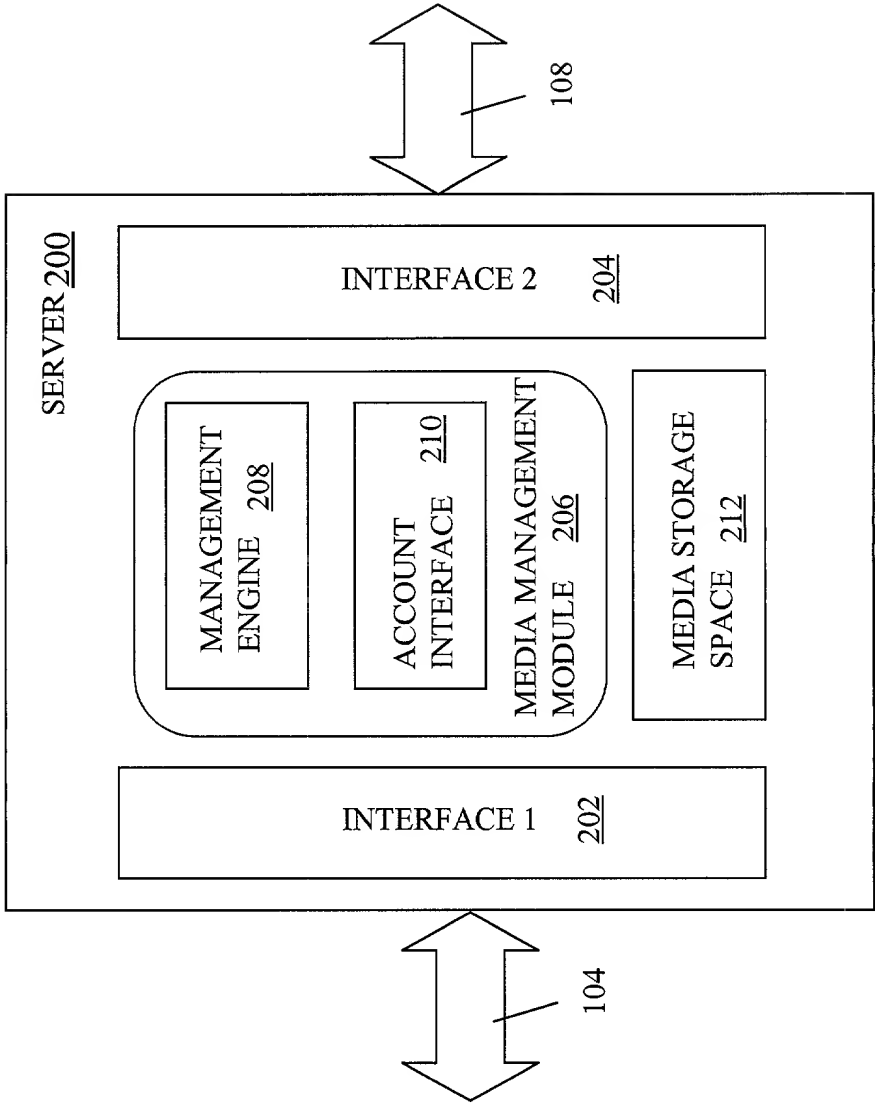 SERVER 200
INTERFACE 1
202
MANAGEMENT
ENGINE 208
ACCOUNT
INTERFACE 210
MEDIA MANAGEMENT
MODULE 206
MEDIA STORAGE
SPACE 212
INTERFACE 2
204
104
108